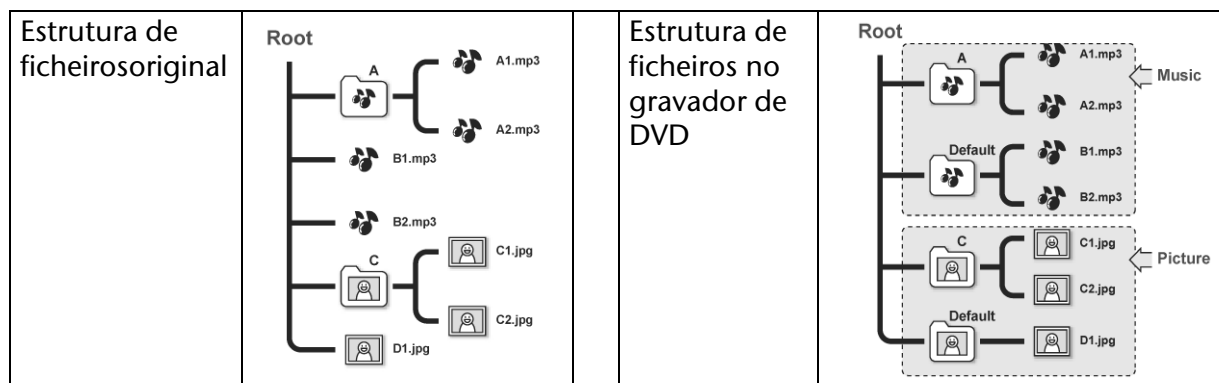 Estrutura de
ficheirosoriginal
Root
A
A1.mp3
A2.mp3
B1.mp3
B2.mp3
C
C1.jpg
C2.jpg
D1.jpg
Estrutura de
ficheiros no
gravador de
DVD
Root
A
A1.mp3
Music
A2.mp3
Default
B1.mp3
B2.mp3
C
C1.jpg
Picture
C2.jpg
Default
D1.jpg